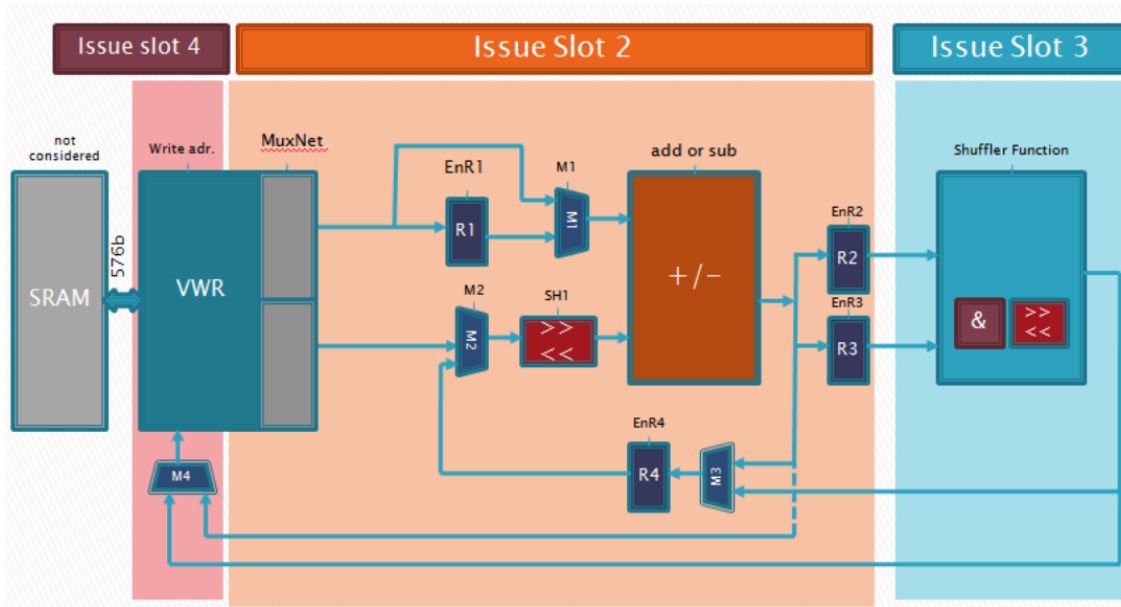 Issue slot 4
Issue Slot 2
Issue Slot 3
not
considered
Write adr.
MuxNet
EnR1
M1
add or sub
Shuffler Function
SRAM
576b
VWR
R1
M1
+/-
EnR2
R2
M2
M2
SH1
>>
<<
EnR3
R3
&
>>
<<
EnR4
R4
M3
M4